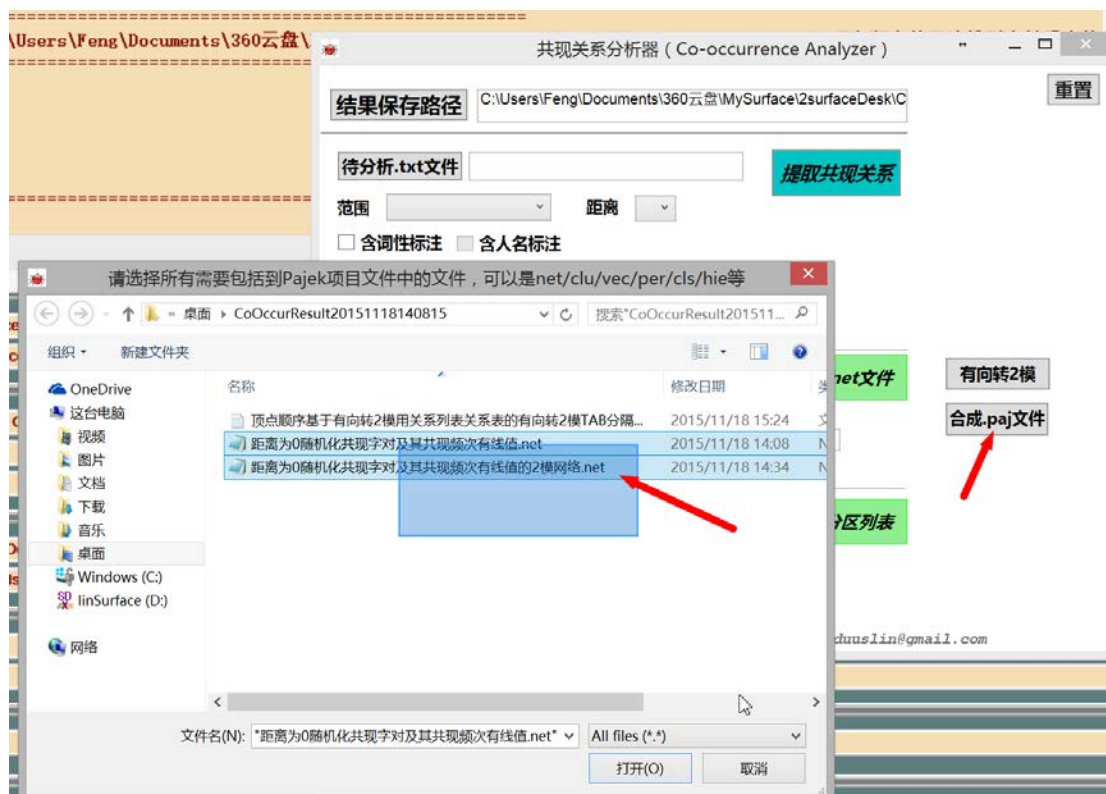 \Users\Feng\Documents\360云盘\
共现关系分析器（Co-occurrence Analyzer）
重置
结果保存路径
C:\Users\Feng\Documents\360云盘\MySurface\2surfaceDesk\C
待分析.txt文件
提取共现关系
范围
距离
含词性标注
含人名标注
请选择所有需要包括到Pajek项目文件中的文件，可以是net/clu/vec/per/cls/hie等
« 桌面 ▸ CoOccurResult20151118140815
搜索"CoOccurResult201511...
组织
新建文件夹
名称
修改日期
OneDrive
这台电脑
视频
图片
文档
下载
音乐
桌面
Windows (C:)
linSurface (D:)
网络
顶点顺序基于有向转2模用关系列表关系表的有向转2模TAB分隔... 2015/11/18 15:24
距离为0随机化共现字对及其共现频次有线值.net 2015/11/18 14:08
距离为0随机化共现字对及其共现频次有线值的2模网络.net 2015/11/18 14:34
net文件
有向转2模
合成.paj文件
分区列表
duuslin@gmail.com
文件名(N):
"距离为0随机化共现字对及其共现频次有线值.net"
All files (*.*)
打开(O)
取消